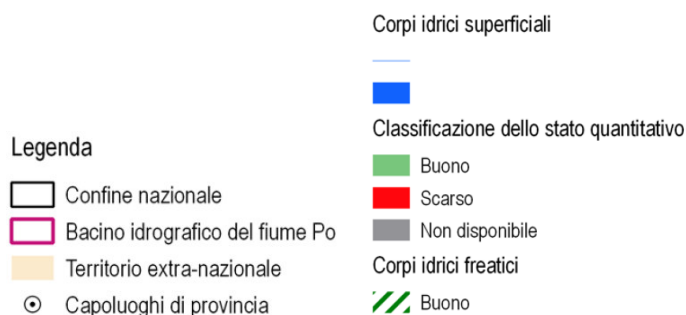 Legenda
Confine nazionale
Bacino idrografico del fiume Po
Territorio extra-nazionale
Capoluoghi di provincia
Corpi idrici superficiali
Classificazione dello stato quantitativo
Buono
Scarso
Non disponibile
Corpi idrici freatici
Buono